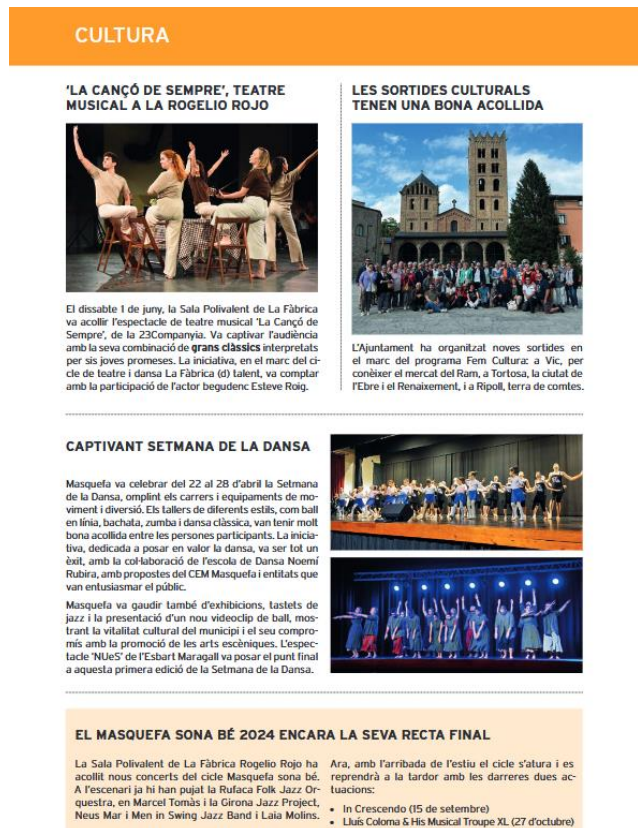 CULTURA
'LA CANÇÓ DE SEMPRE', TEATRE
MUSICAL A LA ROGELIO ROJO
El dissabte 1 de juny, la Sala Polivalent de La Fàbrica
va acollir l'espectacle de teatre musical 'La Cançó de
Sempre', de la 23Companyia. Va captivar l'audiència
amb la seva combinació de grans clàssics interpretats
per sis joves promeses. La iniciativa, en el marc del ci-
cle de teatre i dansa La Fàbrica (d) talent, va comptar
amb la participació de l'actor begudenc Esteve Roig.
LES SORTIDES CULTURALS
TENEN UNA BONA ACOLLIDA
L'Ajuntament ha organitzat noves sortides en
el marc del programa Fem Cultura: a Vic, per
conèixer el mercat del Ram, a Tortosa, la ciutat de
l'Ebre i el Renaixement, i a Ripoll, terra de comtes.
CAPTIVANT SETMANA DE LA DANSA
Masquefa va celebrar del 22 al 28 d'abril la Setmana
de la Dansa, omplint els carrers i equipaments de mo-
viment i diversió. Els tallers de diferents estils, com ball
en línia, bachata, zumba i dansa clàssica, van tenir molt
bona acollida entre les persones participants. La inicia-
tiva, dedicada a posar en valor la dansa, va ser tot un
èxit, amb la col·laboració de l'escola de Dansa Noemí
Rubira, amb propostes del CEM Masquefa i entitats que
van entusiasmar el públic.
Masquefa va gaudir també d'exhibicions, tastets de
jazz i la presentació d'un nou videoclip de ball, mos-
trant la vitalitat cultural del municipi i el seu compro-
mís amb la promoció de les arts escèniques. L'espec-
tacle 'NUeS' de l'Esbart Maragall va posar el punt final
a aquesta primera edició de la Setmana de la Dansa.
EL MASQUEFA SONA BÉ 2024 ENCARA LA SEVA RECTA FINAL
La Sala Polivalent de La Fàbrica Rogelio Rojo ha
acollit nous concerts del cicle Masquefa sona bé.
A l'escenari ja hi han pujat la Rufaca Folk Jazz Or-
questra, en Marcel Tomàs i la Girona Jazz Project,
Neus Mar i Men in Swing Jazz Band i Laia Molins.
Ara, amb l'arribada de l'estiu el cicle s'atura i es
reprendrà a la tardor amb les darreres dues ac-
tuacions:
• In Crescendo (15 de setembre)
• Lluís Coloma & His Musical Troupe XL (27 d'octubre)